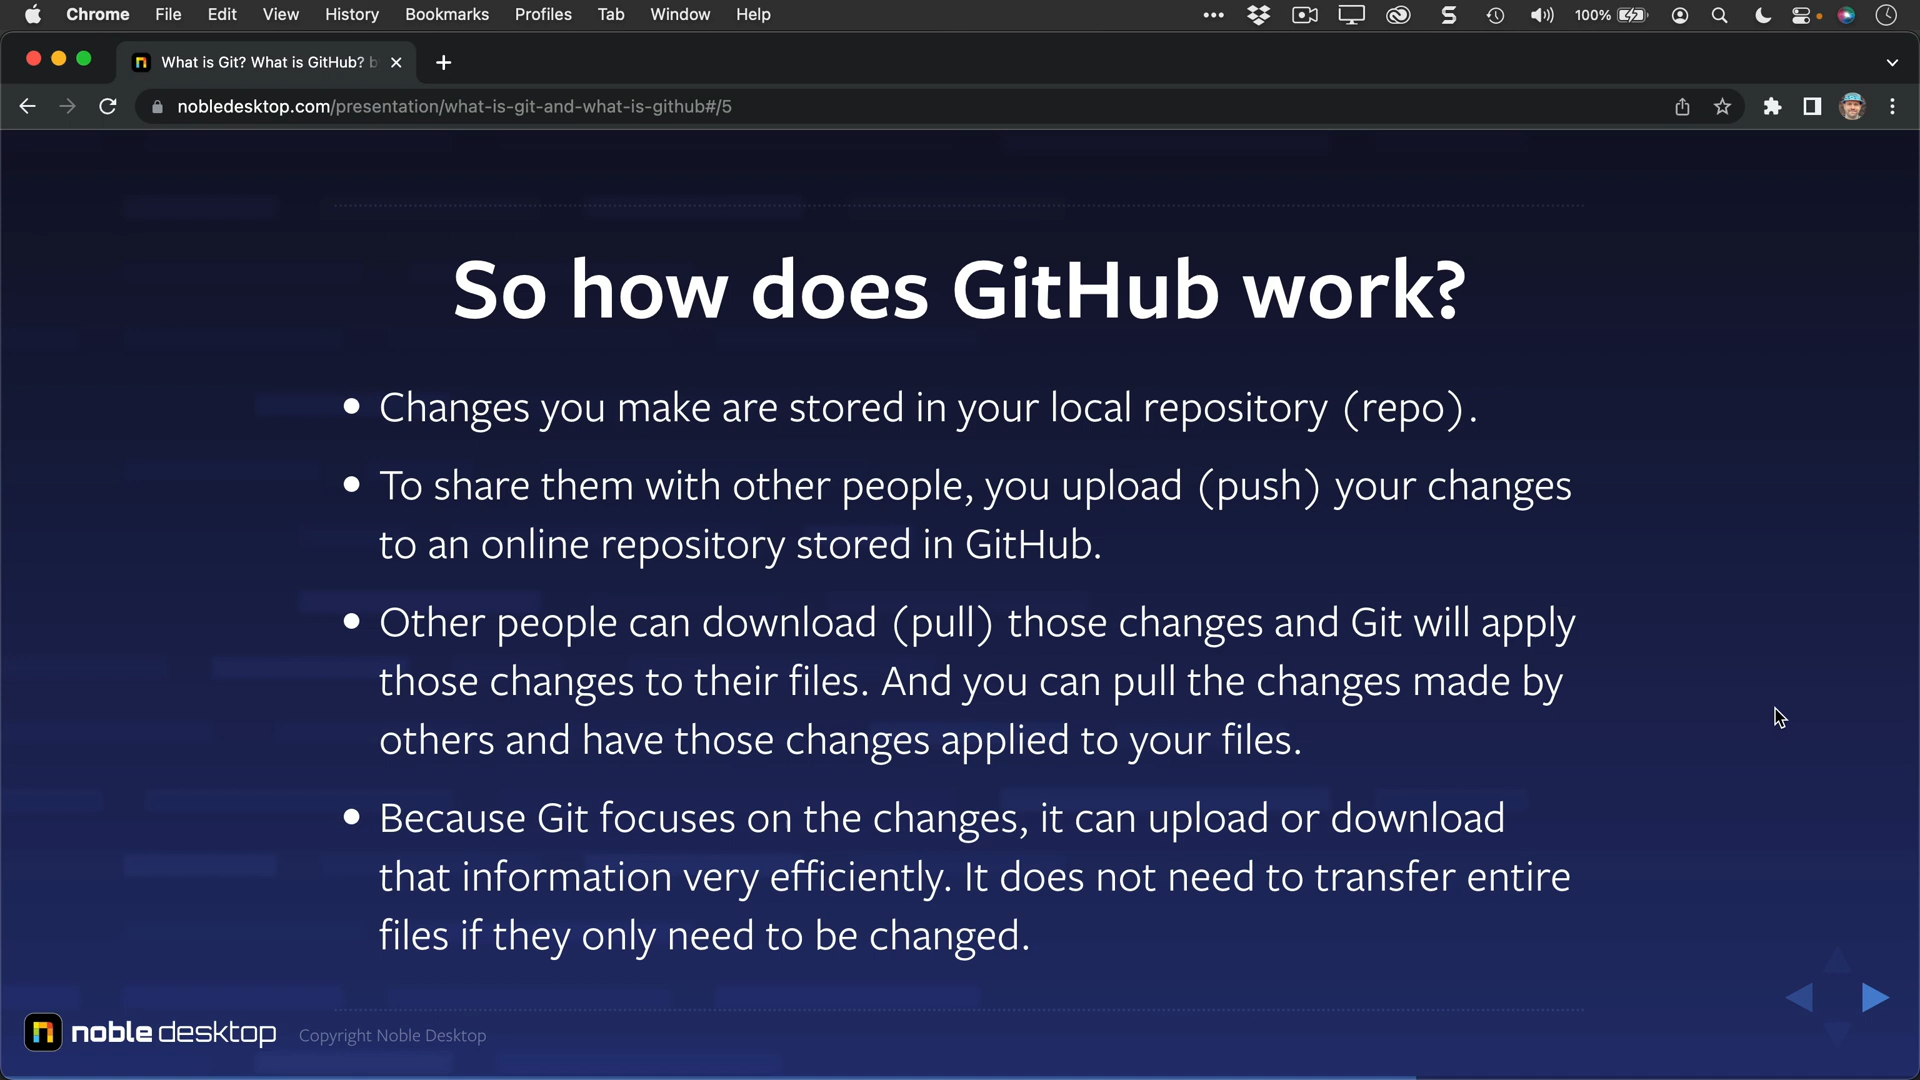 Chrome File Edit View History Bookmarks Profiles Tab Window Help 100%
What is Git? What is GitHub?
nobledesktop.com/presentation/what-is-git-and-what-is-github#/5
So how does GitHub work?
• Changes you make are stored in your local repository (repo).
• To share them with other people, you upload (push) your changes
to an online repository stored in GitHub.
• Other people can download (pull) those changes and Git will apply
those changes to their files. And you can pull the changes made by
others and have those changes applied to your files.
• Because Git focuses on the changes, it can upload or download
that information very efficiently. It does not need to transfer entire
files if they only need to be changed.
noble desktop Copyright Noble Desktop